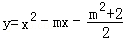 y=x² − mx − (m²+2)/2